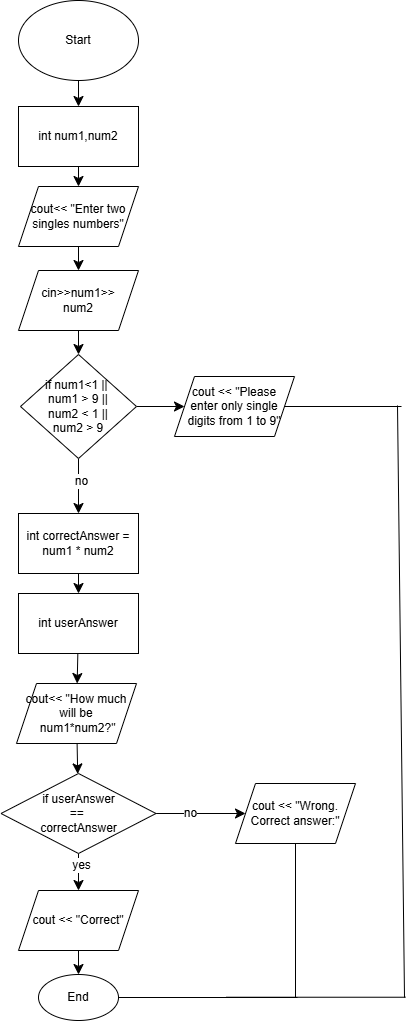 Start
int num1,num2
cout<< "Enter two
singles numbers"
cin>>num1>>
num2
if num1<1 ||
num1 > 9 ||
num2 < 1 ||
num2 > 9
cout << "Please
enter only single
digits from 1 to 9"
no
int correctAnswer =
num1 * num2
int userAnswer
cout<< "How much
will be
num1*num2?"
if userAnswer
==
correctAnswer
no
cout << "Wrong.
Correct answer:"
yes
cout << "Correct"
End